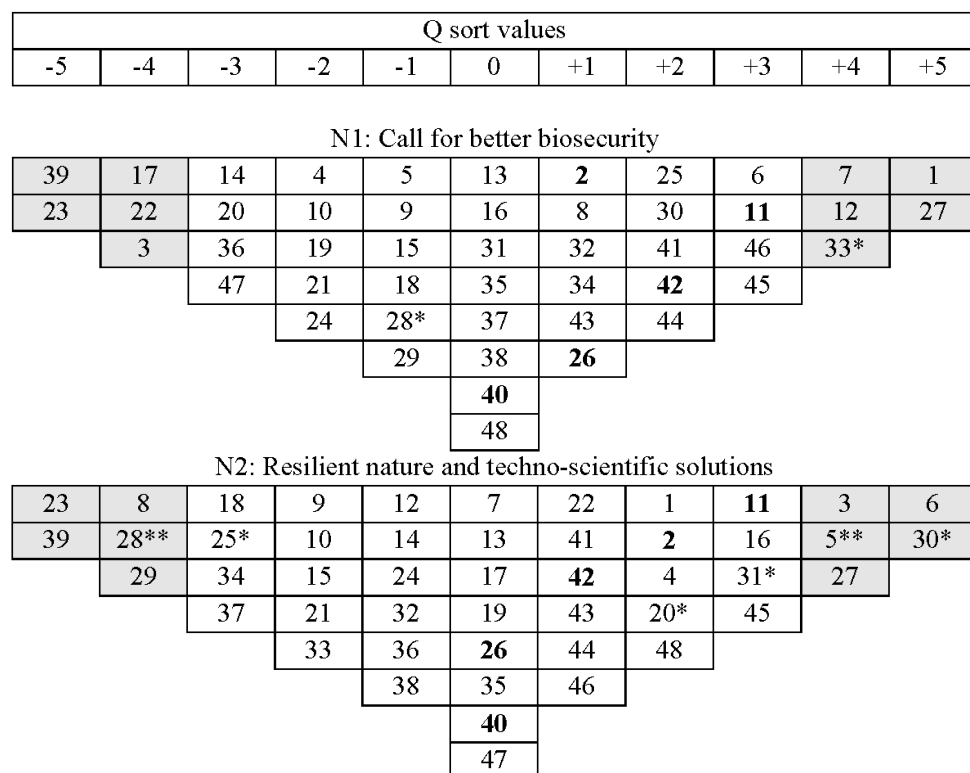 Q sort values
-5 -4 -3 -2 -1 0 +1 +2 +3 +4 +5
N1: Call for better biosecurity
39 17 14 4 5 13 2 25 6 7 1
23 22 20 10 9 16 8 30 11 12 27
3 36 19 15 31 32 41 46 33*
47 21 18 35 34 42 45
24 28* 37 43 44
29 38 26
40
48
N2: Resilient nature and techno-scientific solutions
23 8 18 9 12 7 22 1 11 3 6
39 28** 25* 10 14 13 41 2 16 5** 30*
29 34 15 24 17 42 4 31* 27
37 21 32 19 43 20* 45
33 36 26 44 48
38 35 46
40
47